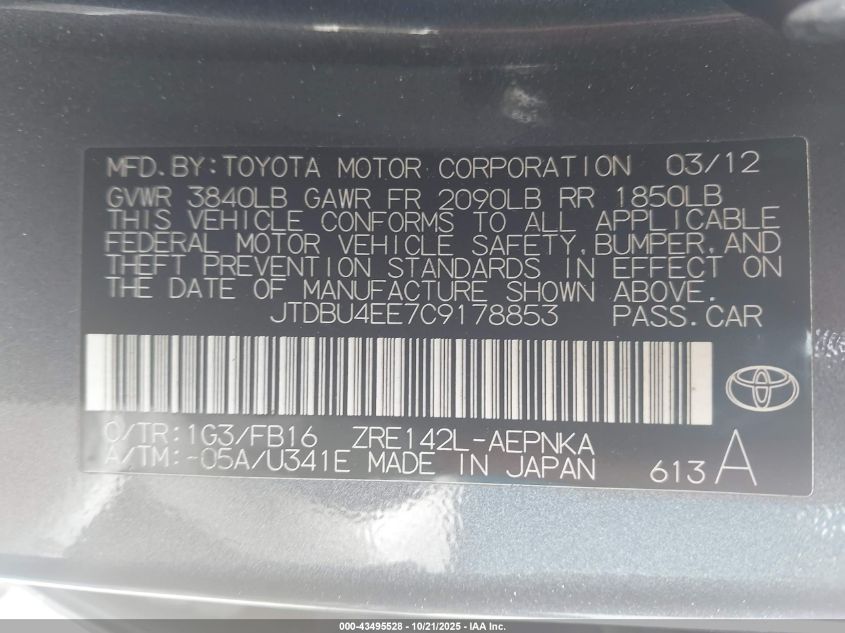 MFD.BY:TOYOTA MOTOR CORPORATION 03/12
GVWR 3840LB GAWR FR 2090LB RR 1850LB
THIS VEHICLE CONFORMS TO ALL APPLICABLE
FEDERAL MOTOR VEHICLE SAFETY,BUMPER,AND
THEFT PREVENTION STANDARDS IN EFFECT ON
THE DATE OF MANUFACTURE SHOWN ABOVE.
JTDBU4EE7C9178853 PASS.CAR
C/TR:1G3/FB16 ZRE142L-AEPNKA
A/TM:-05A/U341E MADE IN JAPAN 613 A
000-43495528 - 10/21/2025 - IAA Inc.